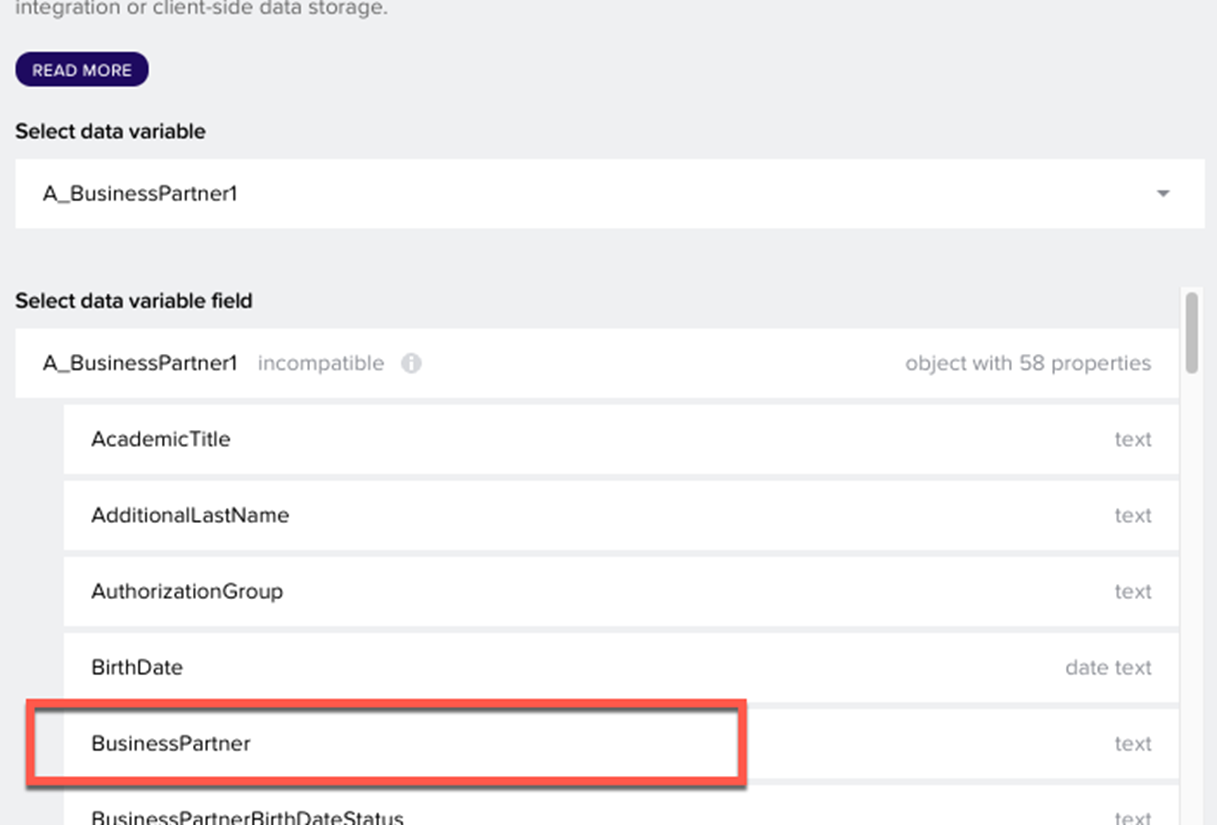 integration or client-side data storage.
READ MORE
Select data variable
A_BusinessPartner1
Select data variable field
A_BusinessPartner1 incompatible i object with 58 properties
AcademicTitle text
AdditionalLastName text
AuthorizationGroup text
BirthDate date text
BusinessPartner text
BusinessPartnerBirthDateStatus text